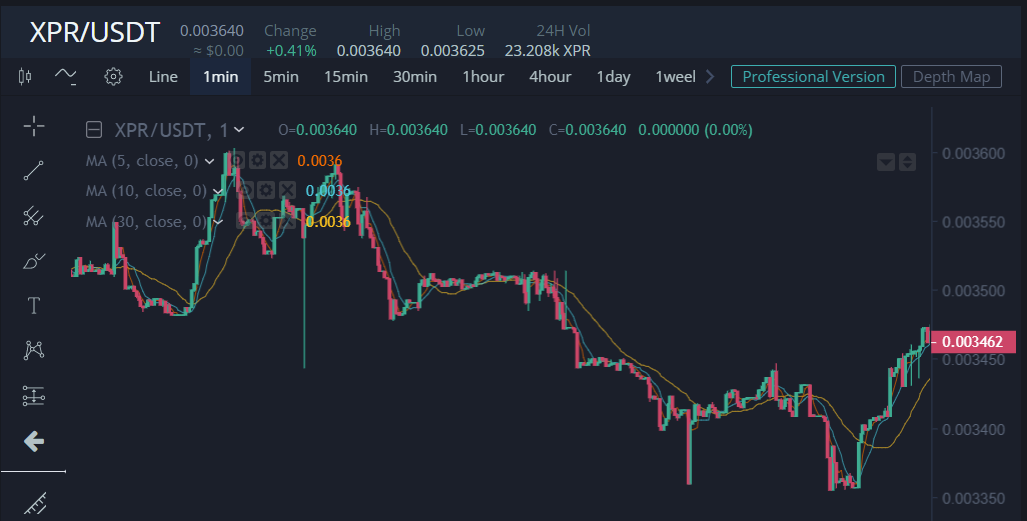 XPR/USDT 0.003640 Change High Low 24H Vol
≈ $0.00 +0.41% 0.003640 0.003625 23.208k XPR
Line 1min 5min 15min 30min 1hour 4hour 1day 1weel Professional Version Depth Map
XPR/USDT, 1 O=0.003640 H=0.003640 L=0.003640 C=0.003640 0.000000 (0.00%)
MA (5, close, 0) 0.0036
MA (10, close, 0) 0.0036
MA (30, close, 0) 0.0036
T
0.003600
0.003550
0.003500
0.003462
0.003450
0.003400
0.003350